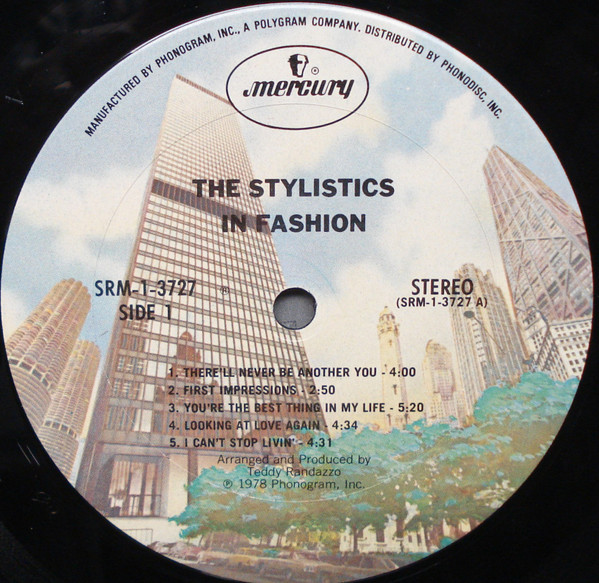 MANUFACTURED BY PHONOGRAM, INC., A POLYGRAM COMPANY. DISTRIBUTED BY PHONODISC, INC.
mercury
THE STYLISTICS
IN FASHION
SRM-1-3727
SIDE 1
STEREO
(SRM-1-3727 A)
1. THERE'LL NEVER BE ANOTHER YOU - 4:00
2. FIRST IMPRESSIONS - 2:50
3. YOU'RE THE BEST THING IN MY LIFE - 5:20
4. LOOKING AT LOVE AGAIN - 4:34
5. I CAN'T STOP LIVIN' - 4:31
Arranged and Produced by
Teddy Randazzo
℗ 1978 Phonogram, Inc.